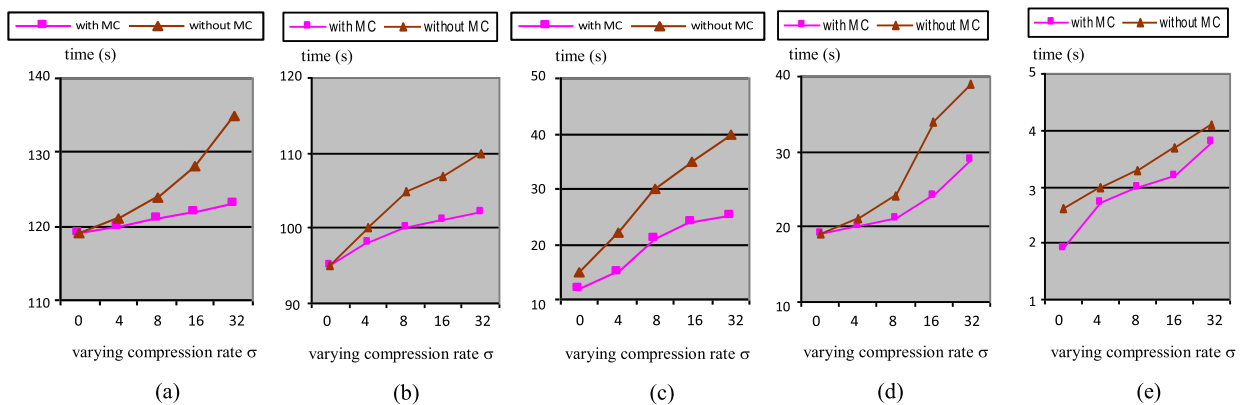 with MC without MC
time (s)
140
130
120
110
0 4 8 16 32
varying compression rate σ
(a)
with MC without MC
time (s)
120
110
100
90
0 4 8 16 32
varying compression rate σ
(b)
with MC without MC
time (s)
50
40
30
20
10
0 4 8 16 32
varying compression rate σ
(c)
with MC without MC
time (s)
40
30
20
10
0 4 8 16 32
varying compression rate σ
(d)
with MC without MC
time (s)
5
4
3
2
1
0 4 8 16 32
varying compression rate σ
(e)